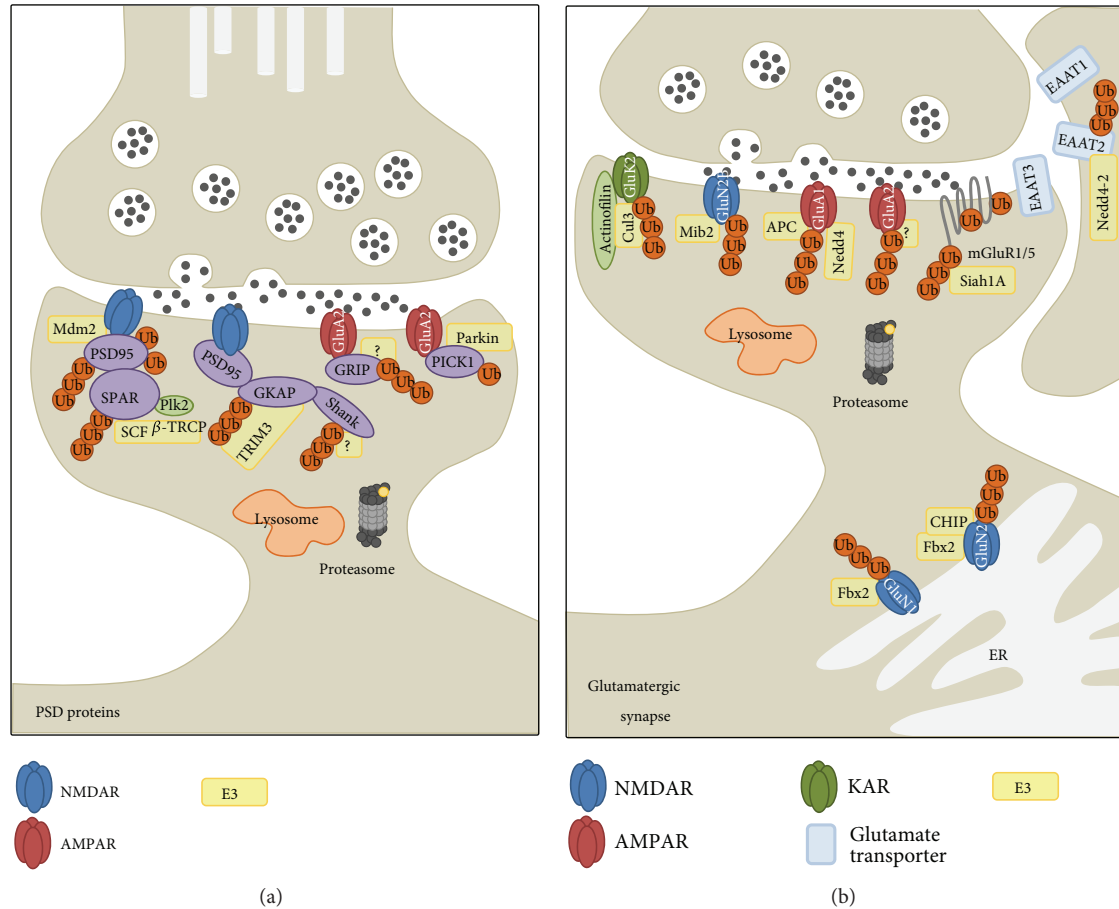 Mdm2
PSD95
Ub
Ub
Ub
Ub
Ub
SPAR
Plk2
SCF β-TRCP
Ub
Ub
Ub
PSD95
GKAP
Shank
Ub
Ub
Ub
TRIM3
Ub
Ub
Ub
?
GluA2
?
GRIP
Ub
Ub
Ub
GluA2
Parkin
PICK1
Ub
Lysosome
Proteasome
PSD proteins
NMDAR
AMPAR
E3
(a)
Actinofilin
GluK2
Cul3
Ub
Ub
Ub
GluN2B
Mib2
Ub
Ub
Ub
GluA1
APC
Nedd4
Ub
Ub
Ub
GluA2
?
Ub
Ub
Ub
Ub
Ub
mGluR1/5
Ub
Ub
Ub
Siah1A
EAAT3
EAAT1
Ub
Ub
Ub
EAAT2
Nedd4-2
Lysosome
Proteasome
Ub
Ub
Ub
CHIP
Fbx2
GluN2
Ub
Ub
Ub
Fbx2
GluN1
ER
Glutamatergic
synapse
NMDAR
AMPAR
KAR
Glutamate
transporter
E3
(b)